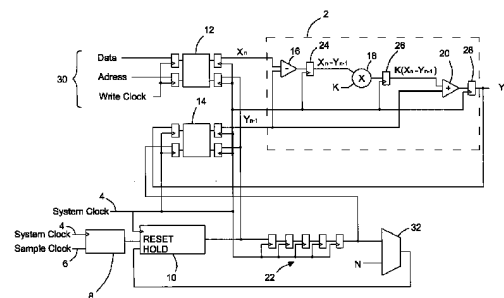 12
2
30
Data
Adress
Write Clock
Xn
16
24
Xn-Yn-1
18
X
K
26
K(Xn-Yn-1)
20
28
Y
14
Yn-1
4
System Clock
System Clock
4
Sample Clock
6
8
RESET
HOLD
10
22
N
32